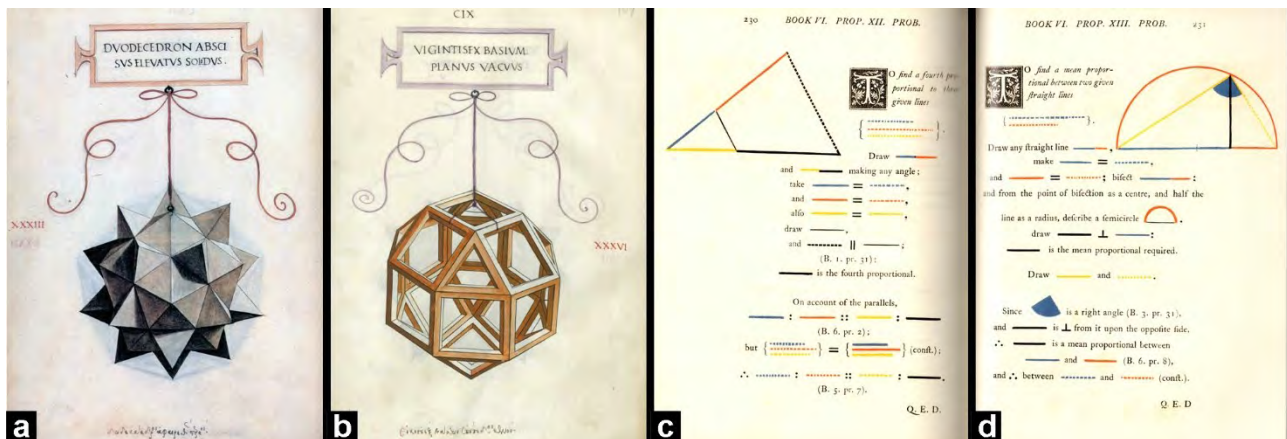 DVODECEDRON ABSCI
SVS ELEVATVS SOLIDVS.
XXXIII
a
CIX
VIGINTISEX BASIVM
PLANVS VACVVS
XXXVI
b
230 BOOK VI. PROP. XII. PROB.
TO find a fourth pro-
portional to three
given lines
{ }.
Draw
and making any angle;
take = ,
and = ,
alſo = ,
draw ,
and || ;
(B. 1. pr. 31);
is the fourth proportional.
On account of the parallels,
: :: : 
(B. 6. pr. 2);
but { } = { } (conſt.);
∴ : :: : .
(B. 5. pr. 7).
Q. E. D.
c
BOOK VI. PROP. XIII. PROB. 231
TO find a mean propor-
tional between two given
ſtraight lines
{ }.
Draw any ſtraight line ,
make = ,
and = ; biſect ;
and from the point of biſection as a centre, and half the
line as a radius, deſcribe a ſemicircle ,
draw ⊥ :
is the mean proportional required.
Draw and .
Since is a right angle (B. 3. pr. 31),
and is ⊥ from it upon the oppoſite ſide,
∴ is a mean proportional between
and (B. 6. pr. 8),
and ∴ between and (conſt.).
Q. E. D
d